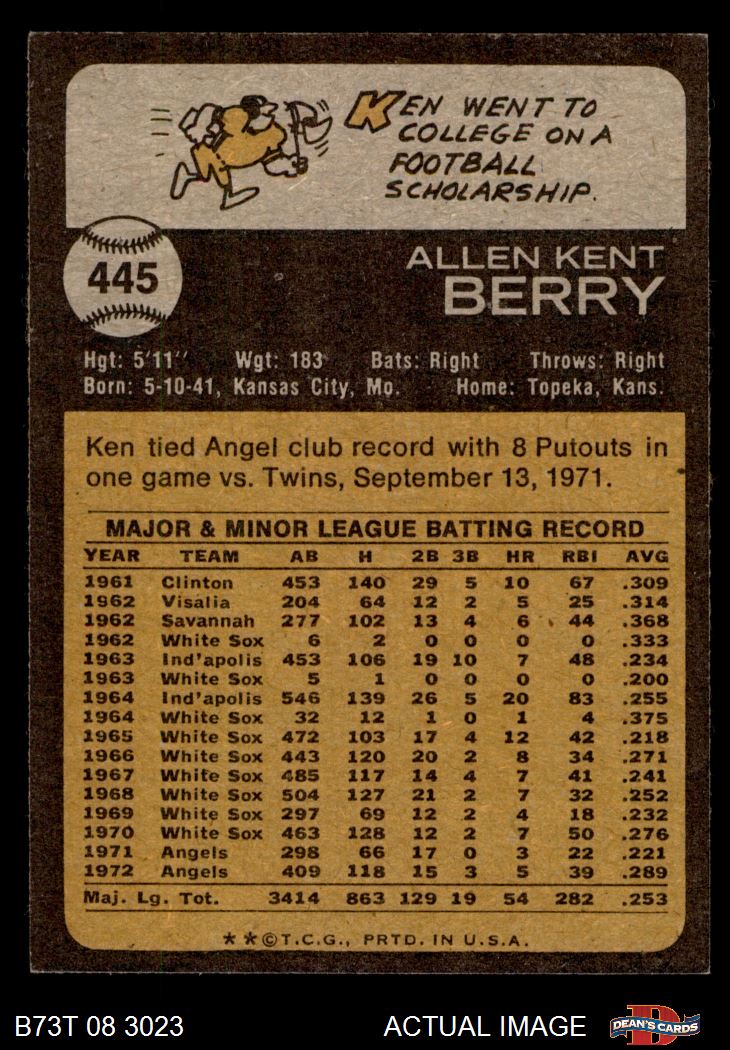 KEN WENT TO
COLLEGE ON A
FOOTBALL
SCHOLARSHIP.
445
ALLEN KENT
BERRY
Hgt: 5'11" Wgt: 183 Bats: Right Throws: Right
Born: 5-10-41, Kansas City, Mo. Home: Topeka, Kans.
Ken tied Angel club record with 8 Putouts in
one game vs. Twins, September 13, 1971.
MAJOR & MINOR LEAGUE BATTING RECORD
YEAR TEAM AB H 2B 3B HR RBI AVG
1961 Clinton 453 140 29 5 10 67 .309
1962 Visalia 204 64 12 2 5 25 .314
1962 Savannah 277 102 13 4 6 44 .368
1962 White Sox 6 2 0 0 0 0 .333
1963 Ind'apolis 453 106 19 10 7 48 .234
1963 White Sox 5 1 0 0 0 0 .200
1964 Ind'apolis 546 139 26 5 20 83 .255
1964 White Sox 32 12 1 0 1 4 .375
1965 White Sox 472 103 17 4 12 42 .218
1966 White Sox 443 120 20 2 8 34 .271
1967 White Sox 485 117 14 4 7 41 .241
1968 White Sox 504 127 21 2 7 32 .252
1969 White Sox 297 69 12 2 4 18 .232
1970 White Sox 463 128 12 2 7 50 .276
1971 Angels 298 66 17 0 3 22 .221
1972 Angels 409 118 15 3 5 39 .289
Maj. Lg. Tot. 3414 863 129 19 54 282 .253
★★©T.C.G., PRTD. IN U.S.A.
B73T 08 3023 ACTUAL IMAGE DEAN'S CARDS